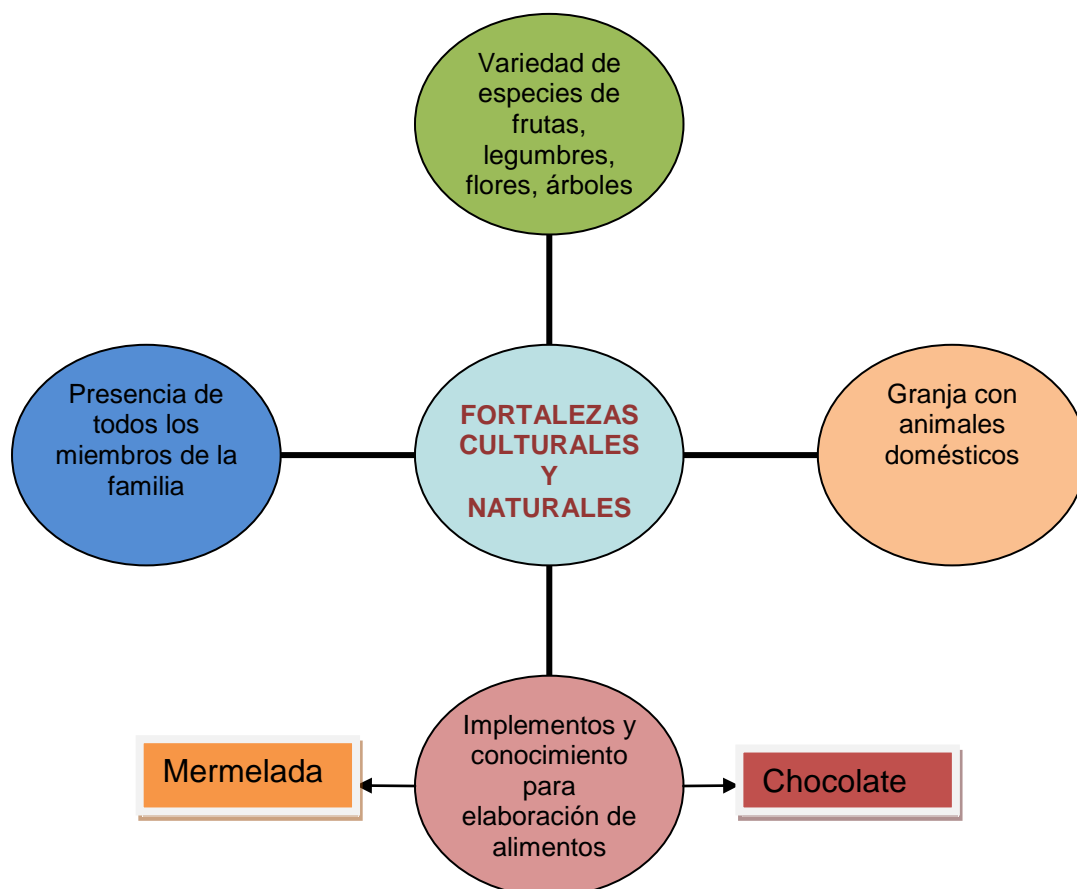 Variedad de
especies de
frutas,
legumbres,
flores, árboles
Presencia de
todos los
miembros de la
familia
FORTALEZAS
CULTURALES
Y
NATURALES
Granja con
animales
domésticos
Implementos y
conocimiento
para
elaboración de
alimentos
Mermelada
Chocolate